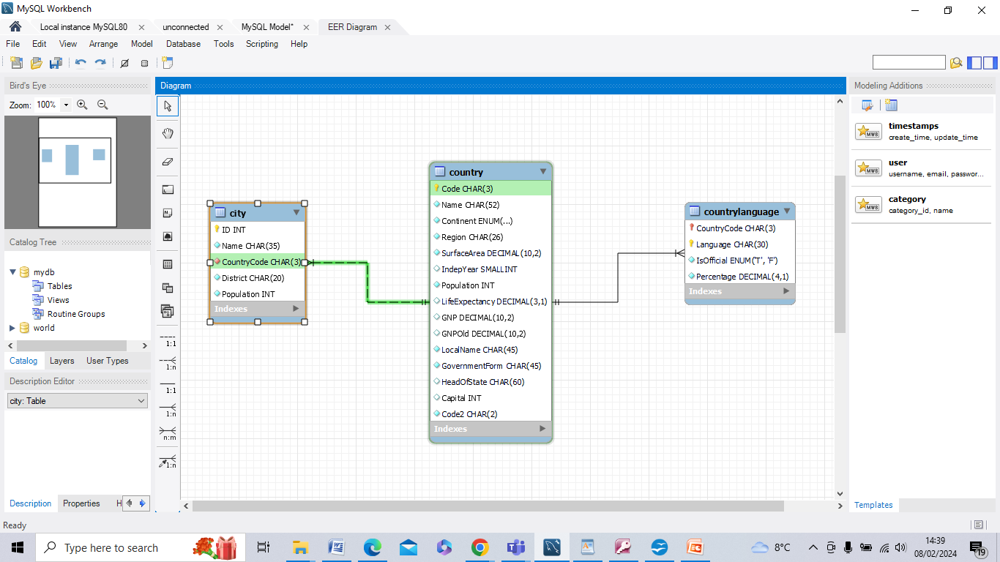 MySQL Workbench
Local instance MySQL80
unconnected
MySQL Model*
EER Diagram
File Edit View Arrange Model Database Tools Scripting Help
Bird's Eye
Zoom: 100%
Catalog Tree
mydb
Tables
Views
Routine Groups
world
Catalog Layers User Types
Description Editor
city: Table
Description Properties H
Ready
Diagram
1:1
1:n
1:1
1:n
n:m
1:n
city
ID INT
Name CHAR(35)
CountryCode CHAR(3)
District CHAR(20)
Population INT
Indexes
country
Code CHAR(3)
Name CHAR(52)
Continent ENUM(...)
Region CHAR(26)
SurfaceArea DECIMAL(10,2)
IndepYear SMALLINT
Population INT
LifeExpectancy DECIMAL(3,1)
GNP DECIMAL(10,2)
GNPOld DECIMAL(10,2)
LocalName CHAR(45)
GovernmentForm CHAR(45)
HeadOfState CHAR(60)
Capital INT
Code2 CHAR(2)
Indexes
countrylanguage
CountryCode CHAR(3)
Language CHAR(30)
IsOfficial ENUM('T', 'F')
Percentage DECIMAL(4,1)
Indexes
Modeling Additions
MWB
timestamps
create_time, update_time
MWB
user
username, email, passwor...
MWB
category
category_id, name
Templates
Type here to search
8°C
14:39
08/02/2024
19